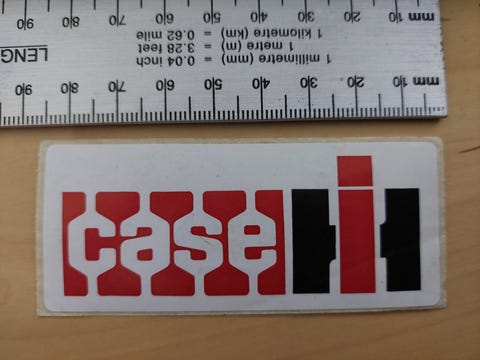 mm 10 20 30 40 50 60 70 80 90
1 millimetre (mm) = 0.04 inch
1 metre (m) = 3.28 feet
1 kilometre (km) = 0.62 mile
LENG
mm 10 20 30 40 50 60 70 80 90
case IH